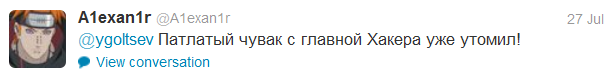 A1exan1r @A1exan1r 27 Jul
@ygoltsev Патлатый чувак с главной Хакера уже утомил!
View conversation